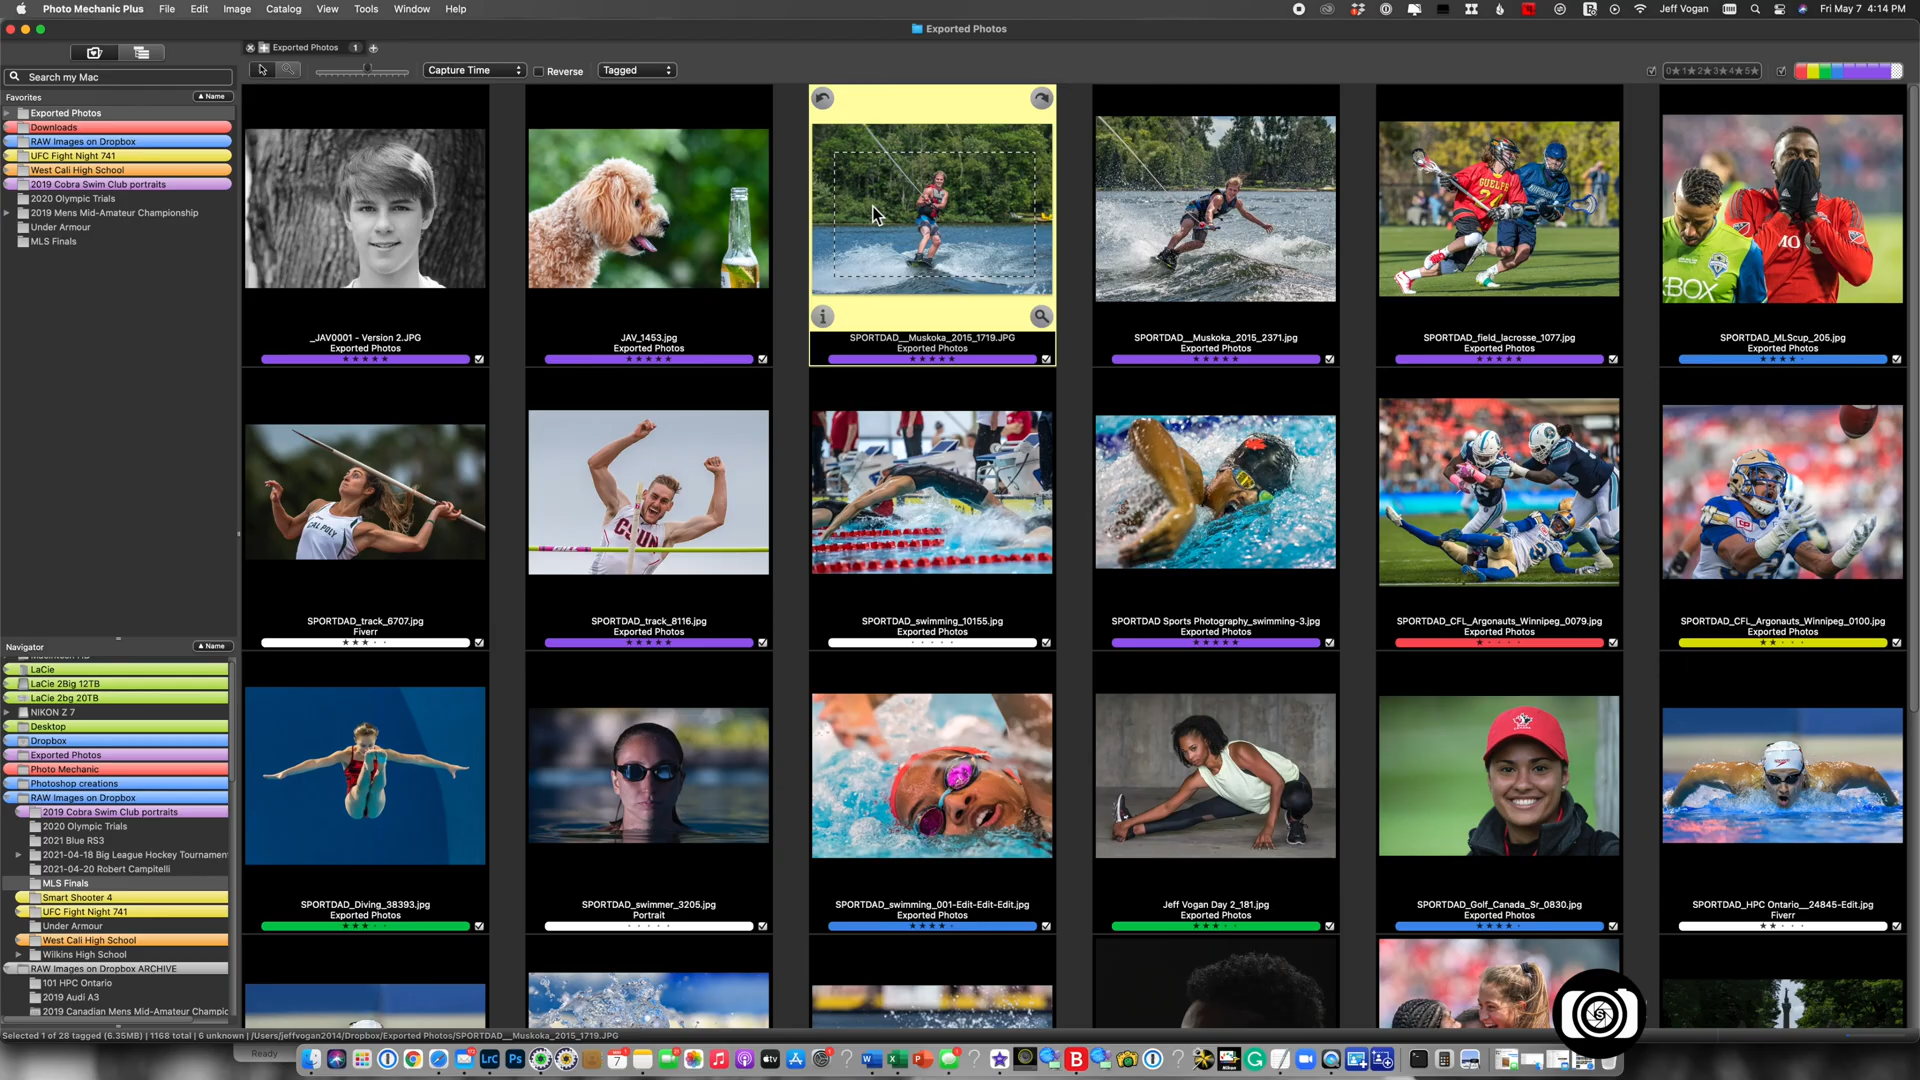 Photo Mechanic Plus File Edit Image Catalog View Tools Window Help
Jeff Vogan Fri May 7 4:14 PM
Exported Photos
Exported Photos 1
Search my Mac
Capture Time Reverse Tagged
0★1★2★3★4★5★
Favorites Name
Exported Photos
Downloads
RAW Images on Dropbox
UFC Fight Night 741
West Cali High School
2019 Cobra Swim Club portraits
2020 Olympic Trials
2019 Mens Mid-Amateur Championship
Under Armour
MLS Finals
GUELPH
_JAV0001 - Version 2.JPG
Exported Photos
JAV_1453.jpg
Exported Photos
SPORTDAD__Muskoka_2015_1719.JPG
Exported Photos
SPORTDAD__Muskoka_2015_2371.jpg
Exported Photos
SPORTDAD_field_lacrosse_1077.jpg
Exported Photos
SPORTDAD_MLScup_205.jpg
Exported Photos
CAL POLY
CSUN
SPORTDAD_track_6707.jpg
Fiverr
SPORTDAD_track_8116.jpg
Exported Photos
SPORTDAD_swimming_10155.jpg
Exported Photos
SPORTDAD Sports Photography_swimming-3.jpg
Exported Photos
SPORTDAD_CFL_Argonauts_Winnipeg_0079.jpg
Exported Photos
SPORTDAD_CFL_Argonauts_Winnipeg_0100.jpg
Exported Photos
Navigator Name
LaCie
LaCie 2Big 12TB
LaCie 2bg 20TB
NIKON Z 7
Desktop
Dropbox
Exported Photos
Photo Mechanic
Photoshop creations
RAW Images on Dropbox
2019 Cobra Swim Club portraits
2020 Olympic Trials
2021 Blue RS3
2021-04-18 Big League Hockey Tournamen
2021-04-20 Robert Campitelli
MLS Finals
Smart Shooter 4
UFC Fight Night 741
Under Armour
West Cali High School
Wilkins High School
RAW Images on Dropbox ARCHIVE
101 HPC Ontario
2019 Audi A3
2019 Canadian Mens Mid-Amateur Champic
SPORTDAD_Diving_38393.jpg
Exported Photos
SPORTDAD_swimmer_3205.jpg
Portrait
SPORTDAD_swimming_001-Edit-Edit-Edit.jpg
Exported Photos
Jeff Vogan Day 2_181.jpg
Exported Photos
SPORTDAD_Golf_Canada_Sr_0830.jpg
Exported Photos
SPORTDAD_HPC Ontario__24845-Edit.jpg
Fiverr
Selected 1 of 28 tagged (6.35MB) | 1168 total | 6 unknown | /Users/jeffvogan2014/Dropbox/Exported Photos/SPORTDAD__Muskoka_2015_1719.JPG
Ready